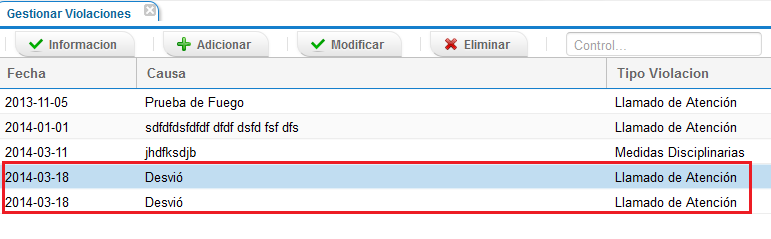 Gestionar Violaciones
Informacion Adicionar Modificar Eliminar Control...
Fecha Causa Tipo Violacion
2013-11-05 Prueba de Fuego Llamado de Atención
2014-01-01 sdfdfdsfdfdf dfdf dsfd fsf dfs Llamado de Atención
2014-03-11 jhdfksdjb Medidas Disciplinarias
2014-03-18 Desvió Llamado de Atención
2014-03-18 Desvió Llamado de Atención